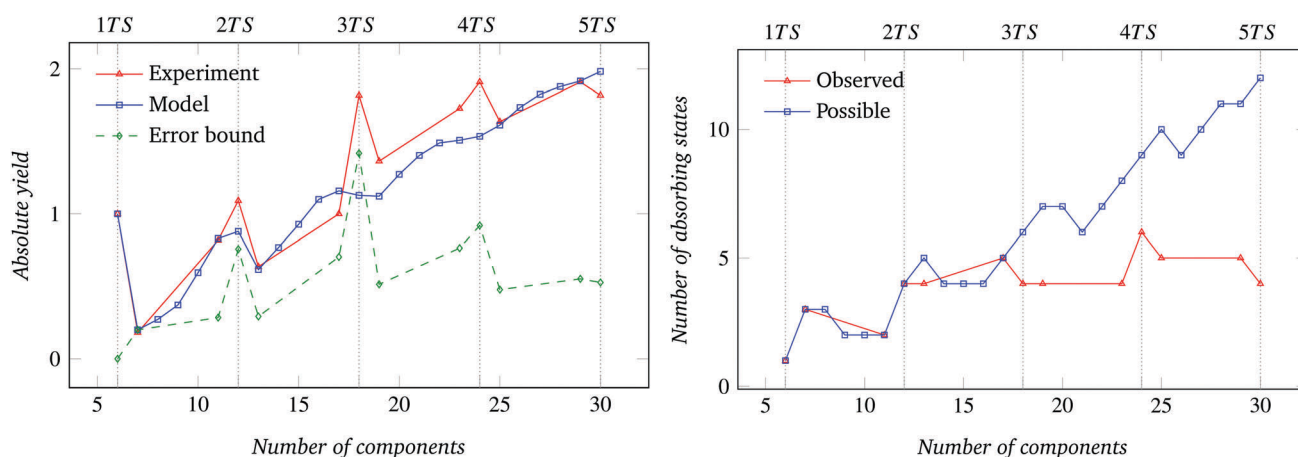 1TS 2TS 3TS 4TS 5TS
Experiment
Model
Error bound
Absolute yield
2
1
0
5 10 15 20 25 30
Number of components
1TS 2TS 3TS 4TS 5TS
Observed
Possible
Number of absorbing states
10
5
0
5 10 15 20 25 30
Number of components